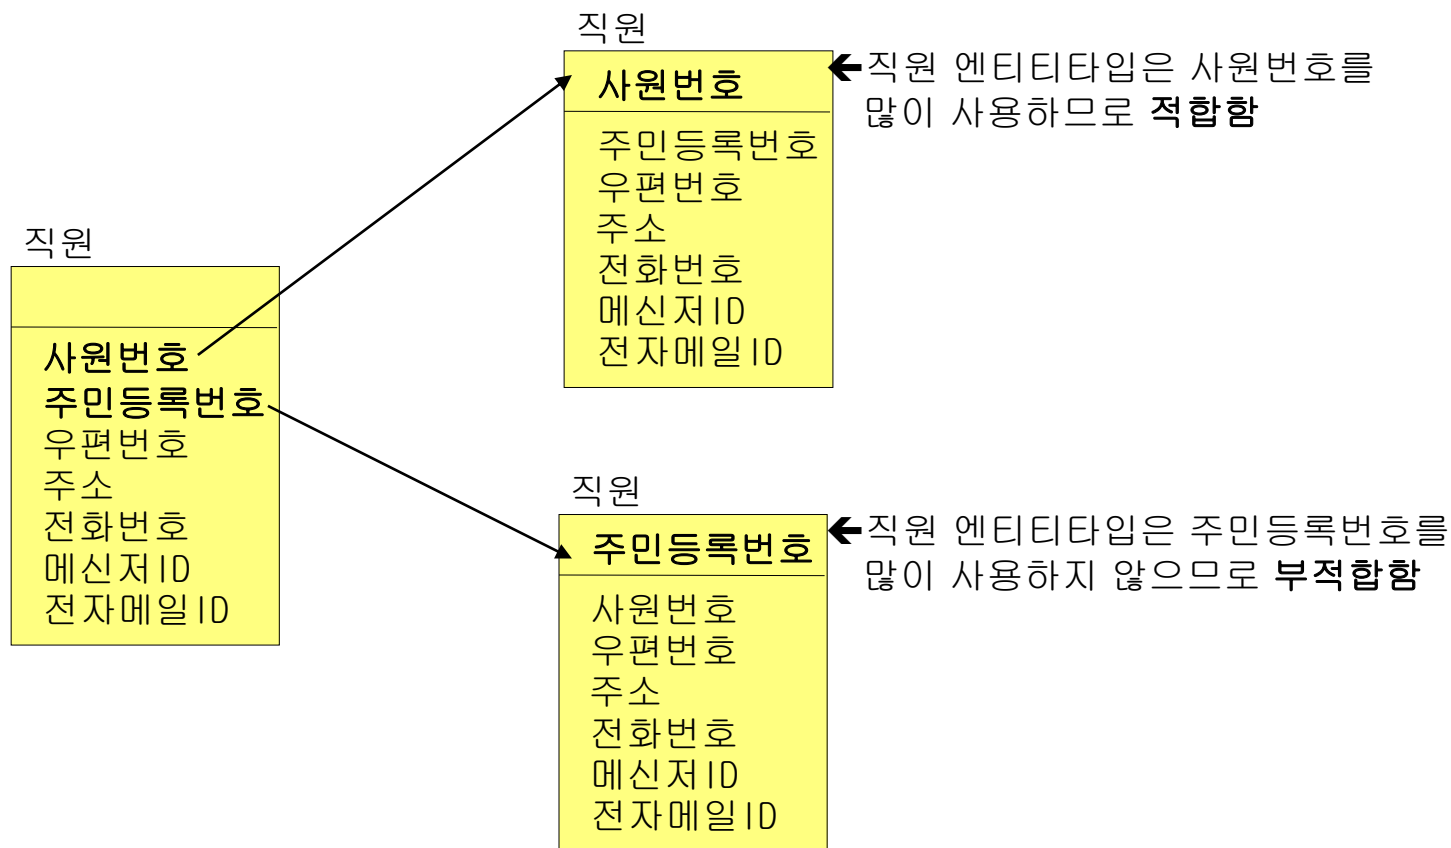 직원
사원번호
주민등록번호
우편번호
주소
전화번호
메신저ID
전자메일ID
직원
사원번호
주민등록번호
우편번호
주소
전화번호
메신저ID
전자메일ID
직원 엔티티타입은 사원번호를
많이 사용하므로 적합함
직원
주민등록번호
사원번호
우편번호
주소
전화번호
메신저ID
전자메일ID
직원 엔티티타입은 주민등록번호를
많이 사용하지 않으므로 부적합함